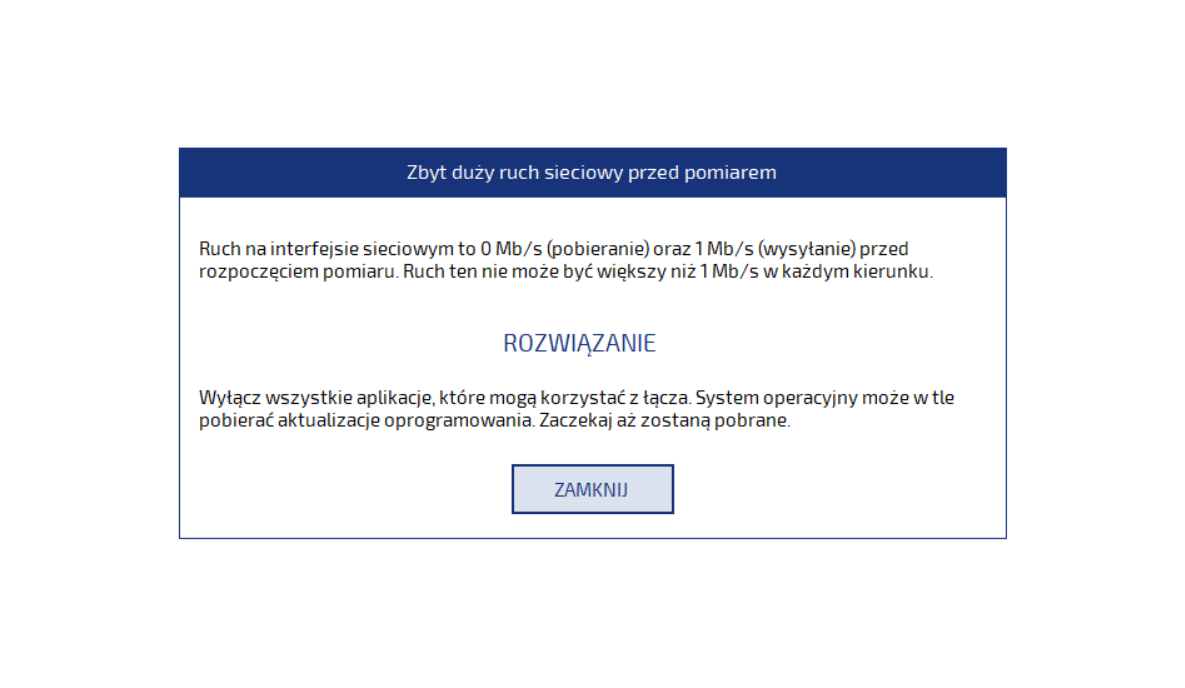 Zbyt duży ruch sieciowy przed pomiarem
Ruch na interfejsie sieciowym to 0 Mb/s (pobieranie) oraz 1 Mb/s (wysyłanie) przed
rozpoczęciem pomiaru. Ruch ten nie może być większy niż 1 Mb/s w każdym kierunku.
ROZWIĄZANIE
Wyłącz wszystkie aplikacje, które mogą korzystać z łącza. System operacyjny może w tle
pobierać aktualizacje oprogramowania. Zaczekaj aż zostaną pobrane.
ZAMKNIJ